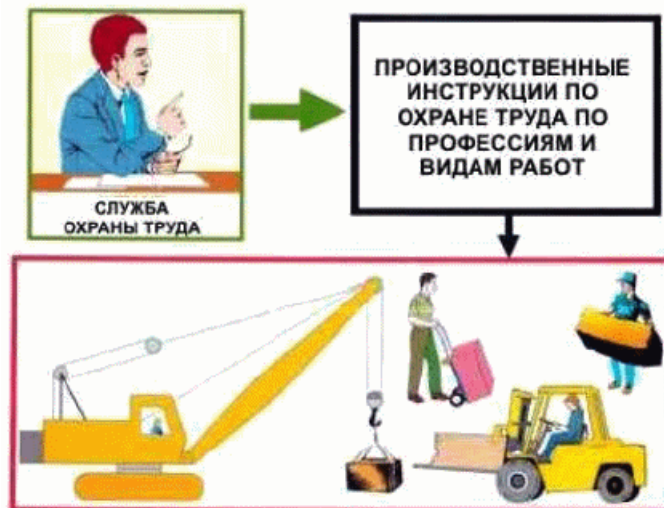 СЛУЖБА
ОХРАНЫ ТРУДА
ПРОИЗВОДСТВЕННЫЕ
ИНСТРУКЦИИ ПО
ОХРАНЕ ТРУДА ПО
ПРОФЕССИЯМ И
ВИДАМ РАБОТ